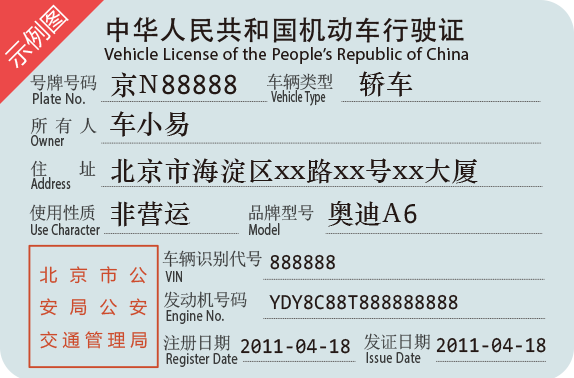 示例图
中华人民共和国机动车行驶证
Vehicle License of the People's Republic of China
号牌号码 京N88888 车辆类型 轿车
Plate No. Vehicle Type
所有人 车小易
Owner
住址 北京市海淀区xx路xx号xx大厦
Address
使用性质 非营运 品牌型号 奥迪A6
Use Character Model
北京市公
安局公安
交通管理局
车辆识别代号 888888
VIN
发动机号码 YDY8C88T888888888
Engine No.
注册日期 2011-04-18 发证日期 2011-04-18
Register Date Issue Date